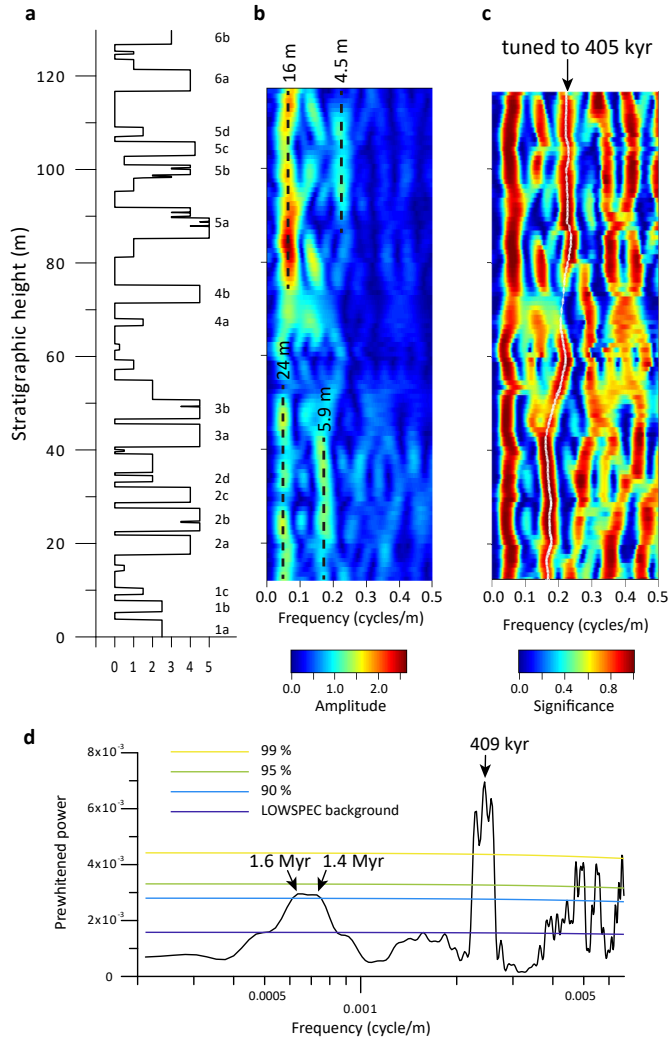 a
b
c
16 m
4.5 m
tuned to 405 kyr
6b
6a
5d
5c
5b
5a
4b
4a
3b
3a
2d
2c
2b
2a
1c
1b
1a
Stratigraphic height (m)
120
100
80
60
40
20
0
0 1 2 3 4 5
24 m
5.9 m
0.0 0.1 0.2 0.3 0.4 0.5
Frequency (cycles/m)
0.0 1.0 2.0
Amplitude
0.0 0.1 0.2 0.3 0.4 0.5
Frequency (cycles/m)
0.0 0.4 0.8
Significance
d
8x10⁻³
6x10⁻³
4x10⁻³
2x10⁻³
0
Prewhitened power
99 %
95 %
90 %
LOWSPEC background
409 kyr
1.6 Myr
1.4 Myr
0.0005 0.001 0.005
Frequency (cycle/m)